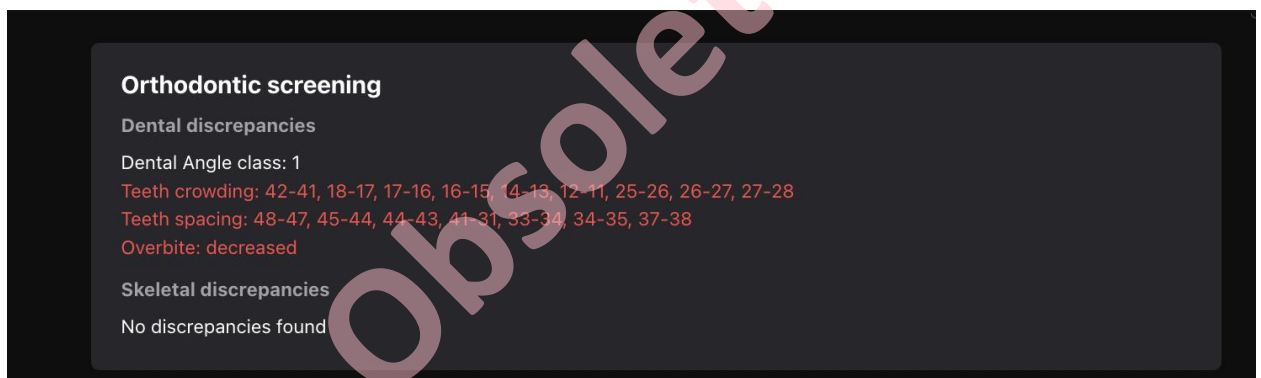 Orthodontic screening
Dental discrepancies
Dental Angle class: 1
Teeth crowding: 42-41, 18-17, 17-16, 16-15, 14-13, 12-11, 25-26, 26-27, 27-28
Teeth spacing: 48-47, 45-44, 44-43, 41-31, 33-34, 34-35, 37-38
Overbite: decreased
Skeletal discrepancies
No discrepancies found
Obsolet